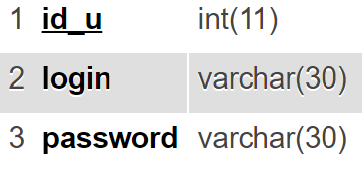 1 id_u int(11)
2 login varchar(30)
3 password varchar(30)